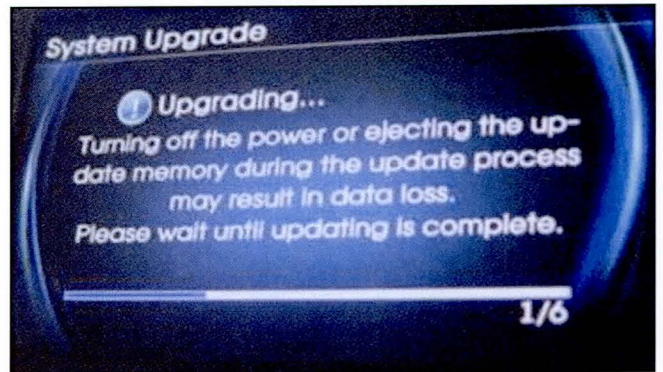 System Upgrade
Upgrading...
Turning off the power or ejecting the up-
date memory during the update process
may result in data loss.
Please wait until updating is complete.
1/6